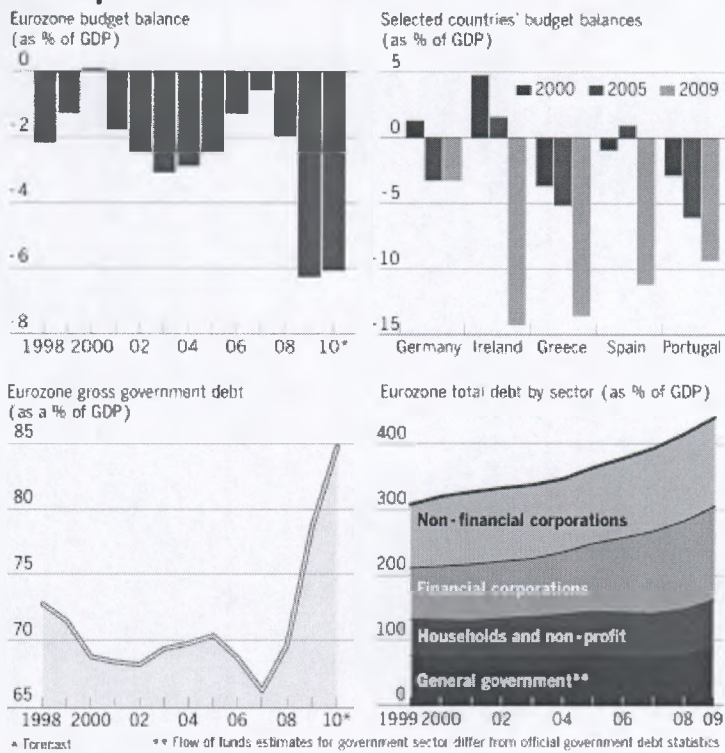 Eurozone budget balance
(as % of GDP)
0
-2
-4
-6
-8
1998 2000 02 04 06 08 10*
Selected countries' budget balances
(as % of GDP)
5
2000 2005 2009
0
-5
-10
-15
Germany Ireland Greece Spain Portugal
Eurozone gross government debt
(as a % of GDP)
85
80
75
70
65
1998 2000 02 04 06 08 10*
Eurozone total debt by sector (as % of GDP)
400
300
Non-financial corporations
200
Financial corporations
100
Households and non-profit
General government**
0
1999 2000 02 04 06 08 09
* Forecast ** Flow of funds estimates for government sector differ from official government debt statistics